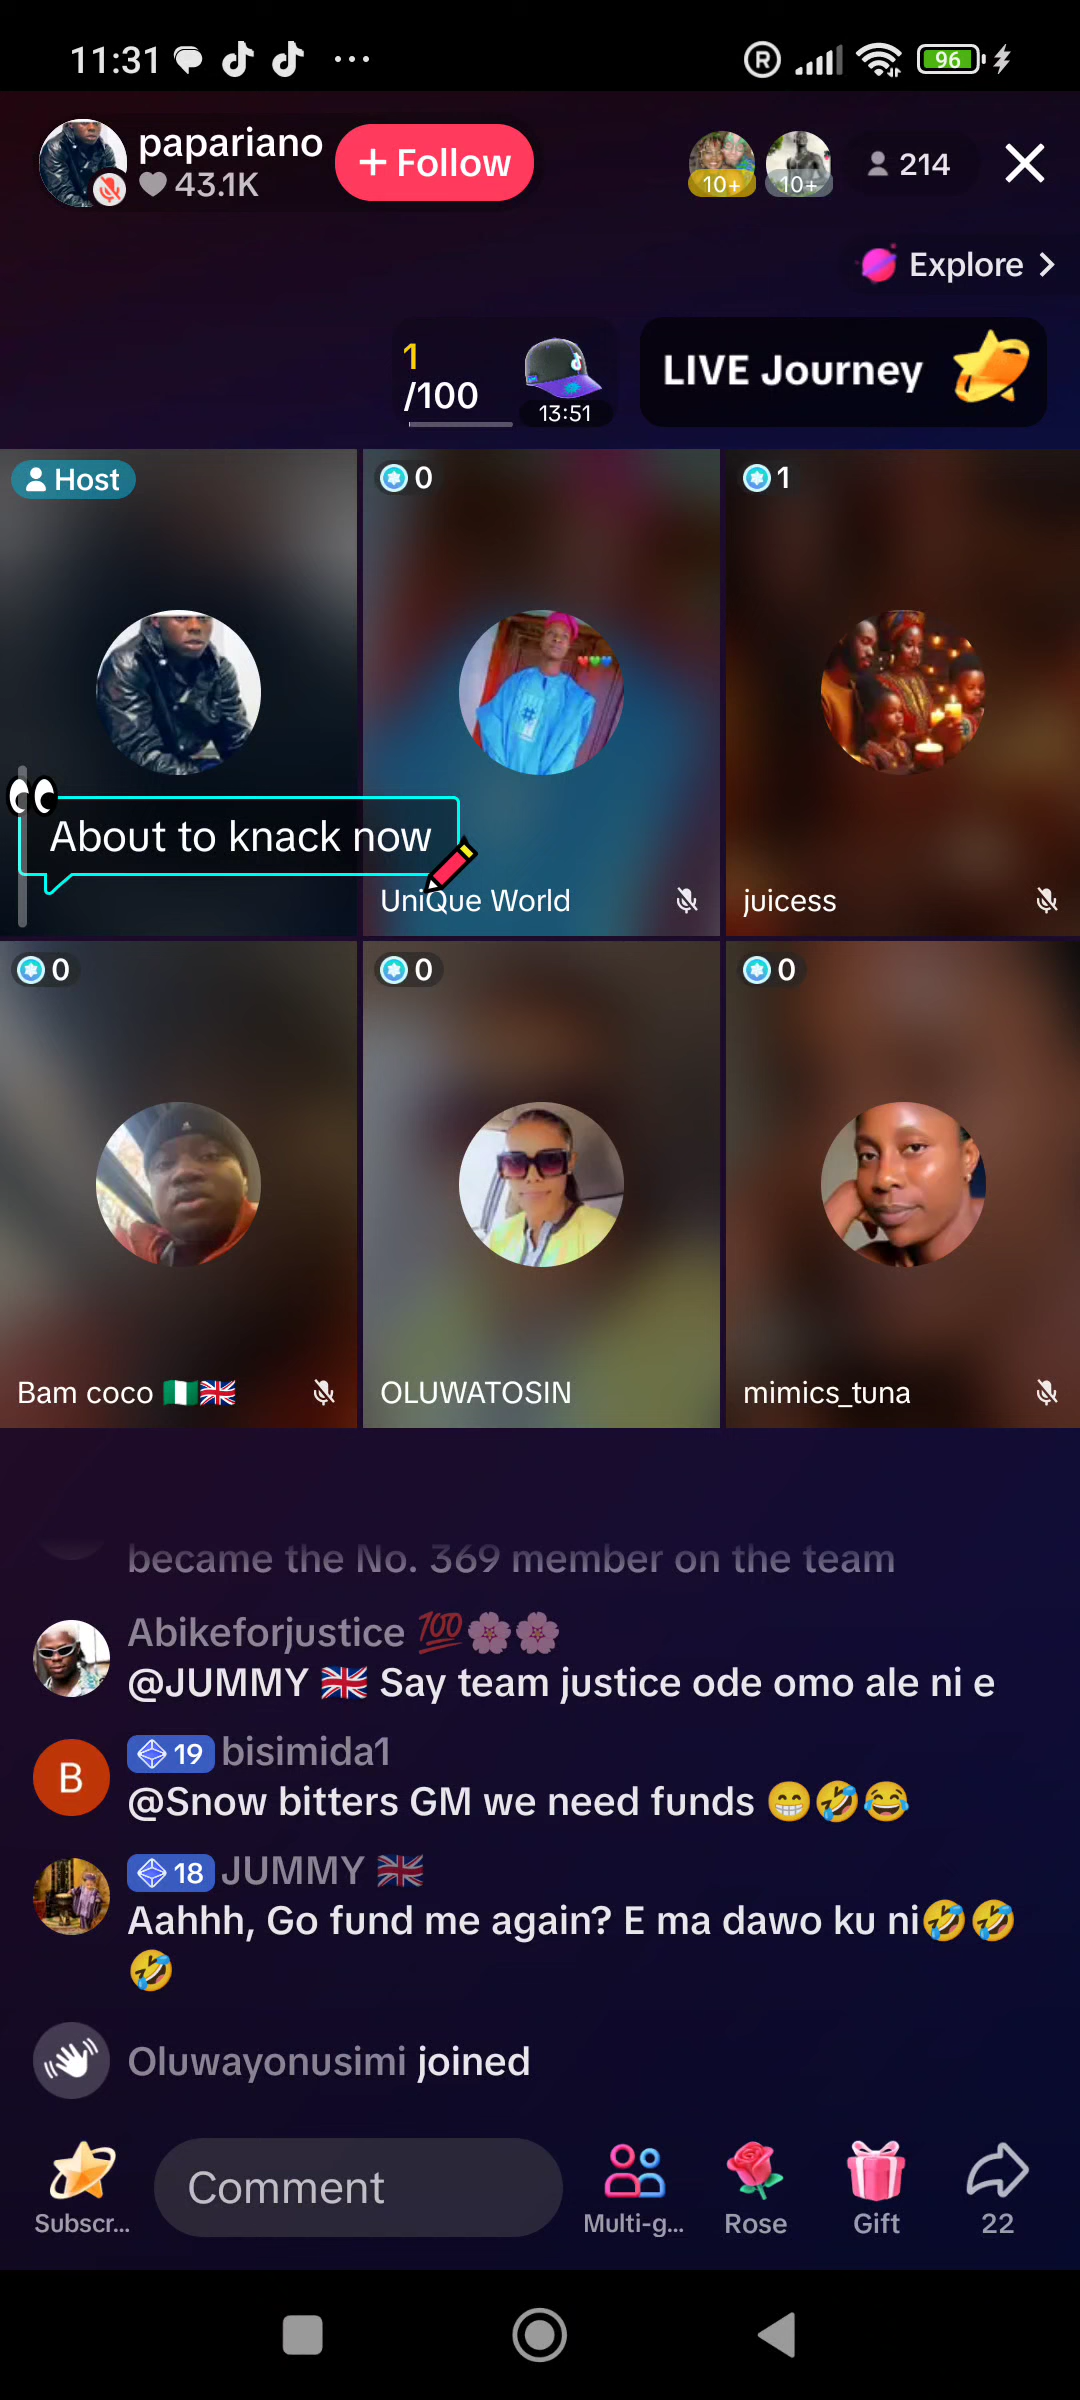 11:31
R
96
papariano
43.1K
+ Follow
10+
10+
214
Explore
1
/100
13:51
LIVE Journey
Host
0
1
About to knack now
UniQue World
juicess
0
0
0
Bam coco 🇳🇬🇬🇧
OLUWATOSIN
mimics_tuna
became the No. 369 member on the team
Abikeforjustice 💯🌸🌸
@JUMMY 🇬🇧 Say team justice ode omo ale ni e
B
19 bisimida1
@Snow bitters GM we need funds 😁🤣😂
18 JUMMY 🇬🇧
Aahhh, Go fund me again? E ma dawo ku ni🤣🤣
🤣
Oluwayonusimi joined
Comment
Subscr...
Multi-g...
Rose
Gift
22